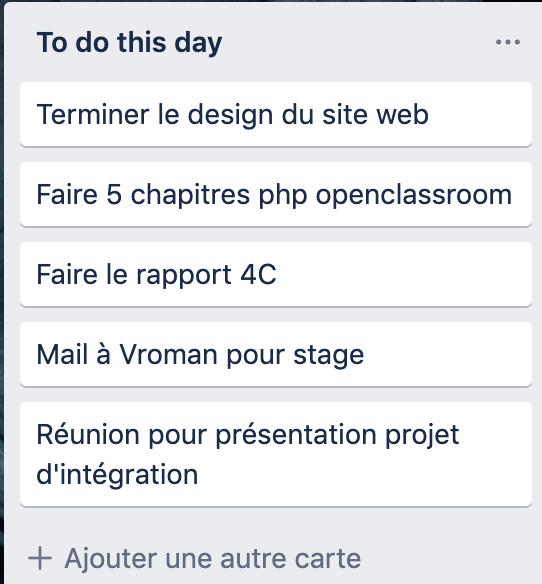 To do this day
Terminer le design du site web
Faire 5 chapitres php openclassroom
Faire le rapport 4C
Mail à Vroman pour stage
Réunion pour présentation projet
d'intégration
+ Ajouter une autre carte